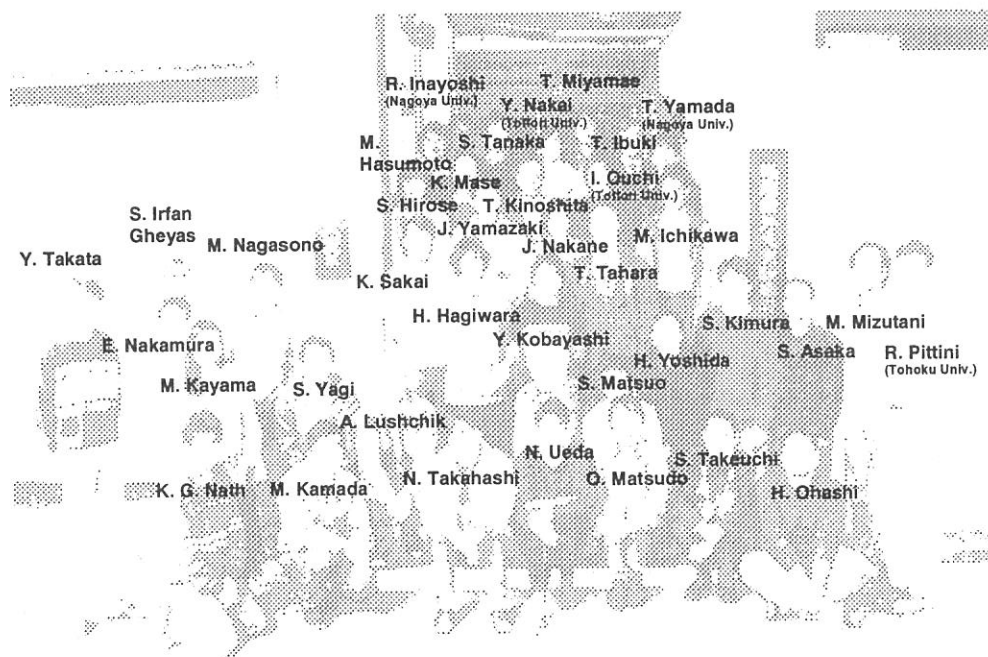 R. Inayoshi
(Nagoya Univ.)
T. Miyamae
Y. Nakai
(Tottori Univ.)
T. Yamada
(Nagoya Univ.)
M.
Hasumoto
S. Tanaka
T. Ibuki
K. Mase
I. Ouchi
(Tottori Univ.)
S. Hirose
T. Kinoshita
S. Irfan
Gheyas
J. Yamazaki
M. Nagasono
J. Nakane
M. Ichikawa
Y. Takata
K. Sakai
T. Tahara
H. Hagiwara
S. Kimura
M. Mizutani
E. Nakamura
Y. Kobayashi
H. Yoshida
S. Asaka
R. Pittini
(Tohoku Univ.)
M. Kayama
S. Yagi
S. Matsuo
A. Lushchik
N. Ueda
S. Takeuchi
K. G. Nath
M. Kamada
N. Takahashi
O. Matsudo
H. Ohashi